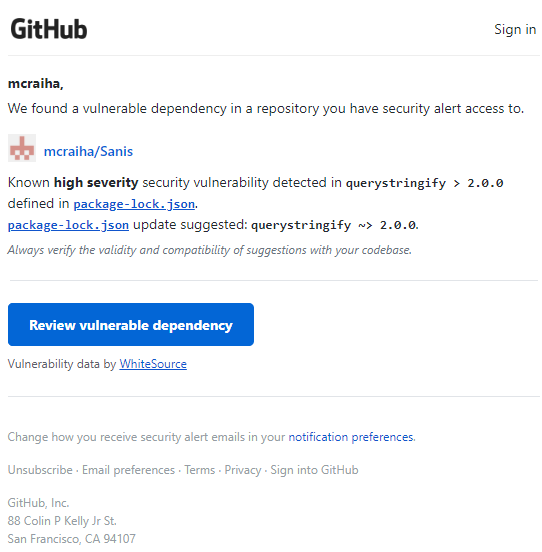 GitHub
Sign in
mcraiha,
We found a vulnerable dependency in a repository you have security alert access to.
mcraiha/Sanis
Known high severity security vulnerability detected in querystringify > 2.0.0
defined in package-lock.json.
package-lock.json update suggested: querystringify ~> 2.0.0.
Always verify the validity and compatibility of suggestions with your codebase.
Review vulnerable dependency
Vulnerability data by WhiteSource
Change how you receive security alert emails in your notification preferences.
Unsubscribe · Email preferences · Terms · Privacy · Sign into GitHub
GitHub, Inc.
88 Colin P Kelly Jr St.
San Francisco, CA 94107